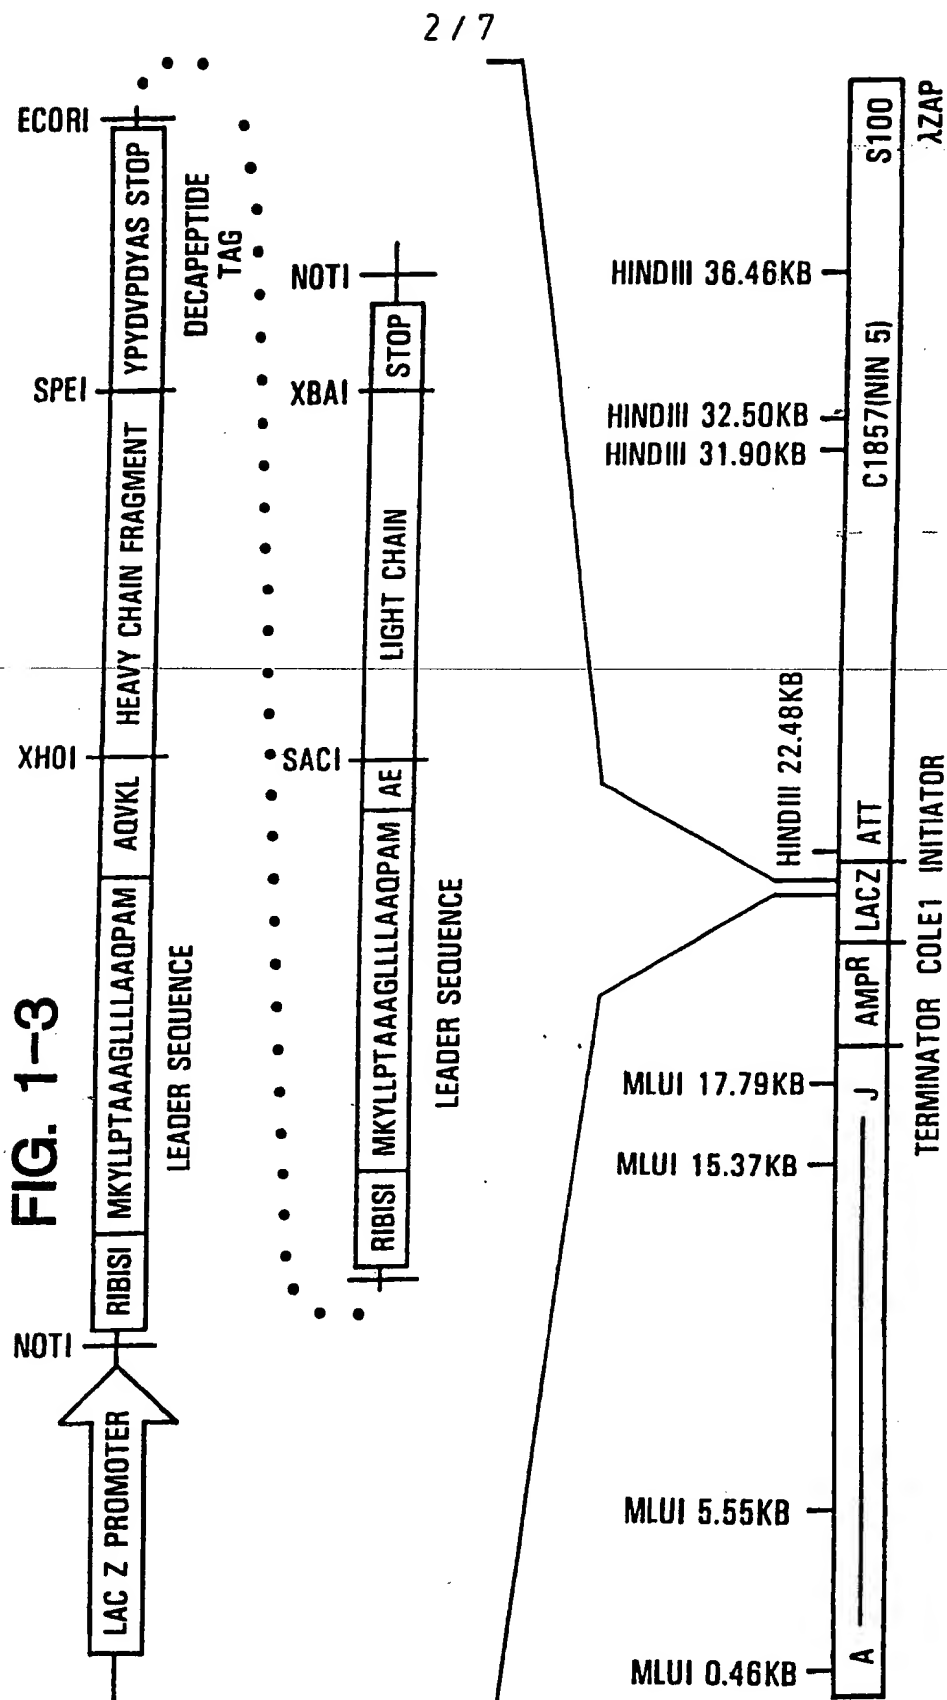 2 / 7
FIG. 1-3
NOTI
XHOI
SPEI
ECORI
LAC Z PROMOTER
RIBISI
MKYLLPTAAAGLLLLAAQPAM
AQVKL
HEAVY CHAIN FRAGMENT
YPYDVPDYAS STOP
LEADER SEQUENCE
DECAPEPTIDE
TAG
SACI
XBAI
NOTI
RIBISI
MKYLLPTAAAGLLLLAAQPAM
AE
LIGHT CHAIN
STOP
LEADER SEQUENCE
MLUI 0.46KB
MLUI 5.55KB
MLUI 15.37KB
MLUI 17.79KB
HINDIII 22.48KB
HINDIII 31.90KB
HINDIII 32.50KB
HINDIII 36.46KB
A
J
AMPR
LACZ
ATT
C1857(NIN 5)
S100
TERMINATOR COLE1 INITIATOR
λZAP